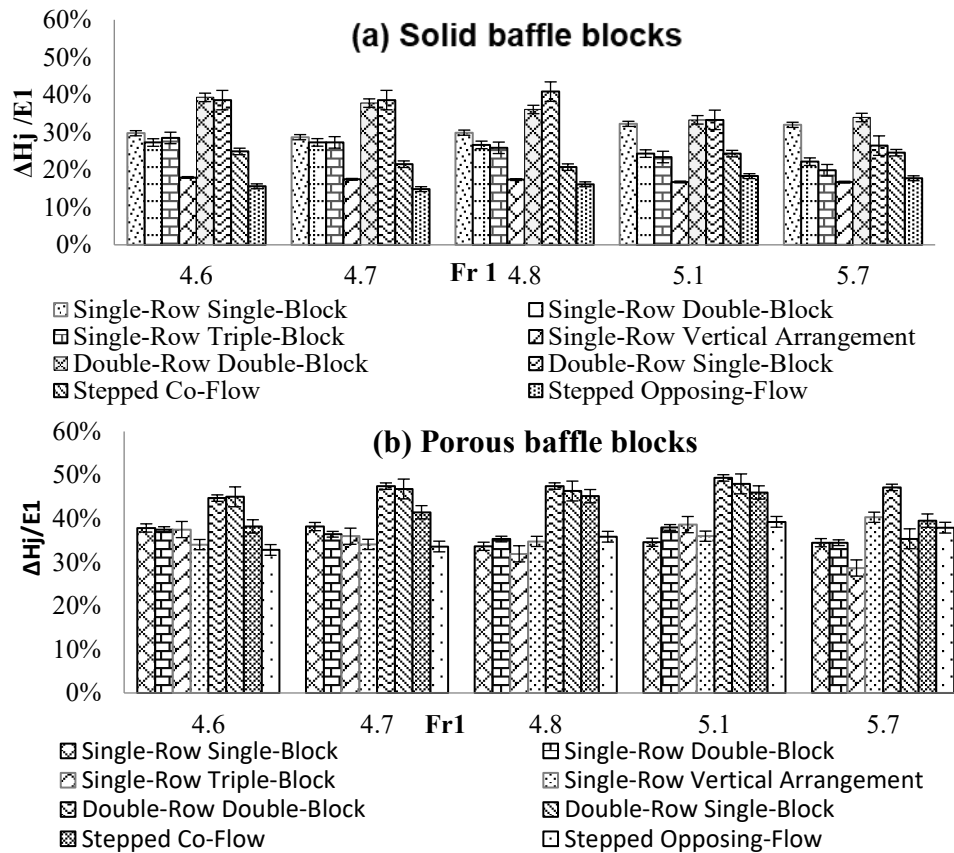 (a) Solid baffle blocks
ΔHj /E1
60%
50%
40%
30%
20%
10%
0%
4.6 4.7 Fr 1 4.8 5.1 5.7
Single-Row Single-Block Single-Row Double-Block
Single-Row Triple-Block Single-Row Vertical Arrangement
Double-Row Double-Block Double-Row Single-Block
Stepped Co-Flow Stepped Opposing-Flow
(b) Porous baffle blocks
ΔHj/E1
60%
50%
40%
30%
20%
10%
0%
4.6 4.7 Fr1 4.8 5.1 5.7
Single-Row Single-Block Single-Row Double-Block
Single-Row Triple-Block Single-Row Vertical Arrangement
Double-Row Double-Block Double-Row Single-Block
Stepped Co-Flow Stepped Opposing-Flow